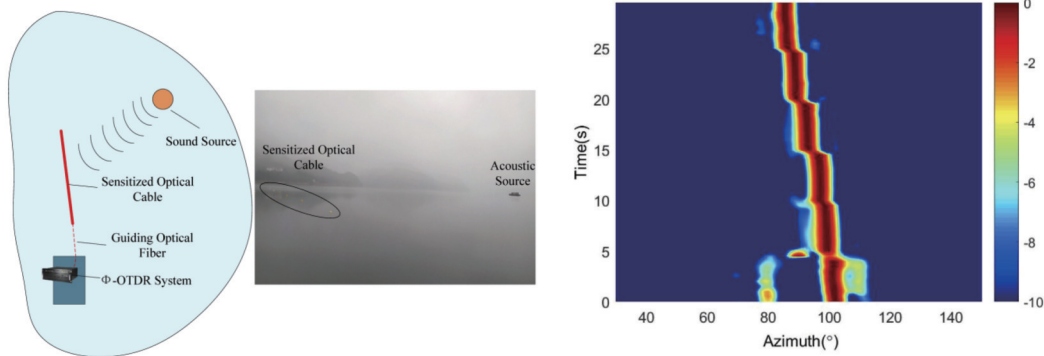 Sound Source
Sensitized Optical
Cable
Guiding Optical
Fiber
Φ-OTDR System
Sensitized Optical
Cable
Acoustic
Source
Time(s)
25
20
15
10
5
0
40
60
80
100
120
140
Azimuth(°)
0
-2
-4
-6
-8
-10